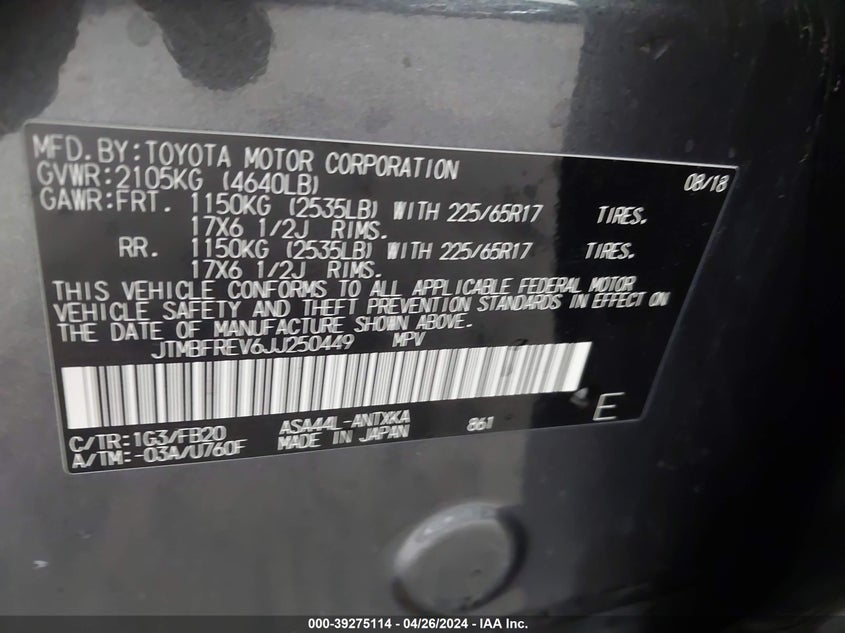 MFD. BY: TOYOTA MOTOR CORPORATION 08/18
GVWR: 2105KG (4640LB)
GAWR: FRT. 1150KG (2535LB) WITH 225/65R17 TIRES.
17X6 1/2J RIMS.
RR. 1150KG (2535LB) WITH 225/65R17 TIRES.
17X6 1/2J RIMS.
THIS VEHICLE CONFORMS TO ALL APPLICABLE FEDERAL MOTOR
VEHICLE SAFETY AND THEFT PREVENTION STANDARDS IN EFFECT ON
THE DATE OF MANUFACTURE SHOWN ABOVE.
JTMBFREV6JJ250449 MPV
E
C/TR: 1G3/FB20 ASA44L-ANTXKA 861
A/TM: -03A/U760F MADE IN JAPAN
000-39275114 - 04/26/2024 - IAA Inc.